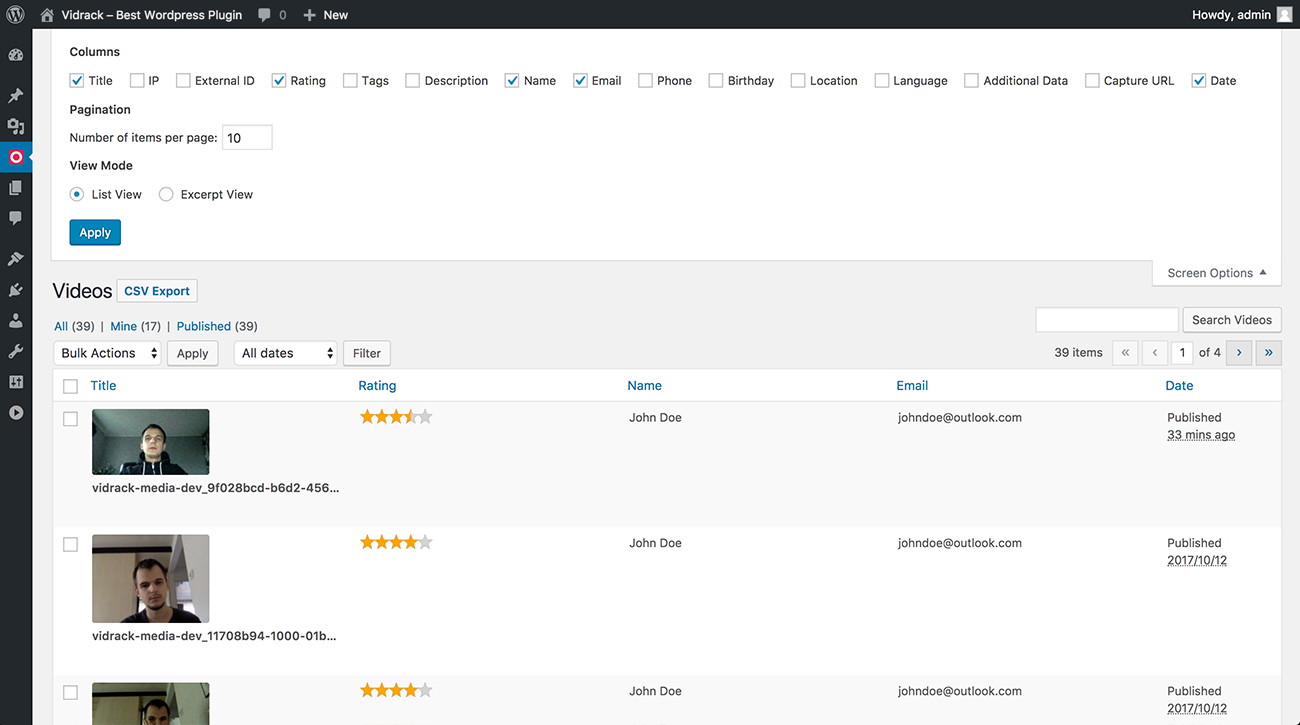 Vidrack – Best Wordpress Plugin 0 New Howdy, admin
Columns
Title IP External ID Rating Tags Description Name Email Phone Birthday Location Language Additional Data Capture URL Date
Pagination
Number of items per page: 10
View Mode
List View Excerpt View
Apply
Screen Options
Videos CSV Export
All (39) | Mine (17) | Published (39)
Search Videos
Bulk Actions Apply All dates Filter 39 items « ‹ 1 of 4 › »
Title Rating Name Email Date
John Doe johndoe@outlook.com Published
33 mins ago
vidrack-media-dev_9f028bcd-b6d2-456...
John Doe johndoe@outlook.com Published
2017/10/12
vidrack-media-dev_11708b94-1000-01b...
John Doe johndoe@outlook.com Published
2017/10/12